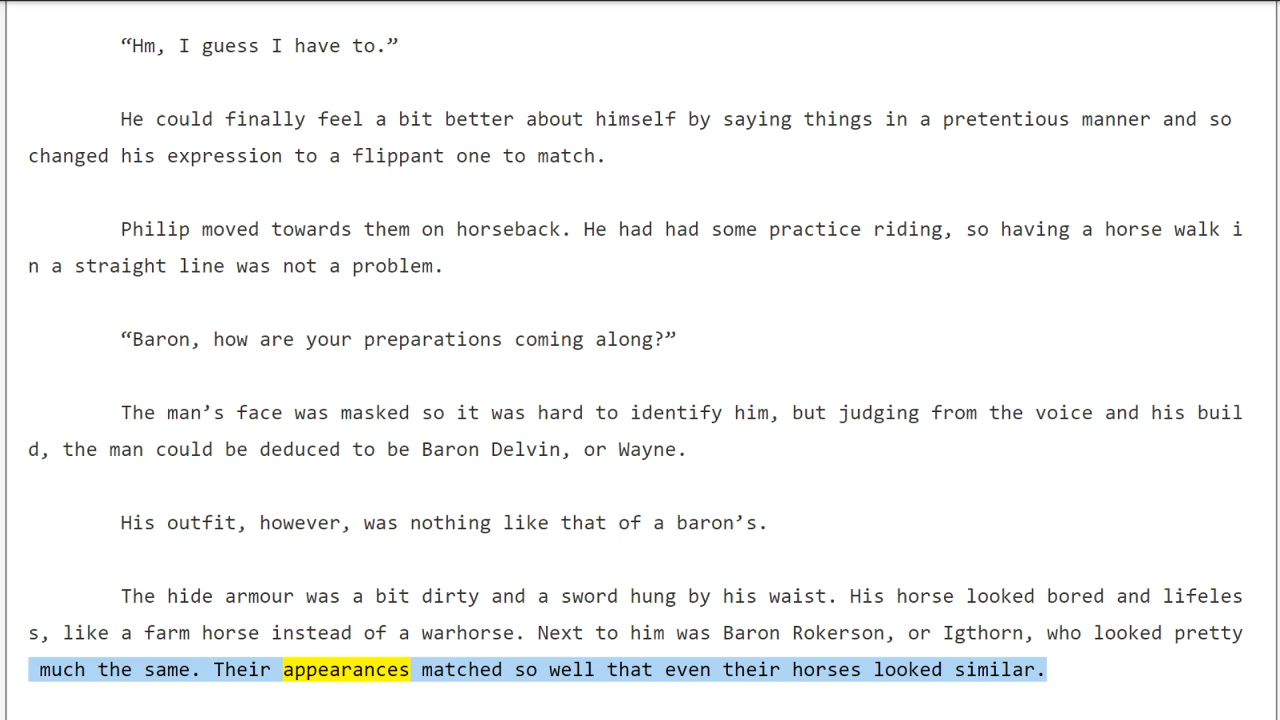 “Hm, I guess I have to.”
He could finally feel a bit better about himself by saying things in a pretentious manner and so
changed his expression to a flippant one to match.
Philip moved towards them on horseback. He had had some practice riding, so having a horse walk i
n a straight line was not a problem.
“Baron, how are your preparations coming along?”
The man’s face was masked so it was hard to identify him, but judging from the voice and his buil
d, the man could be deduced to be Baron Delvin, or Wayne.
His outfit, however, was nothing like that of a baron’s.
The hide armour was a bit dirty and a sword hung by his waist. His horse looked bored and lifeles
s, like a farm horse instead of a warhorse. Next to him was Baron Rokerson, or Igthorn, who looked pretty
much the same. Their appearances matched so well that even their horses looked similar.